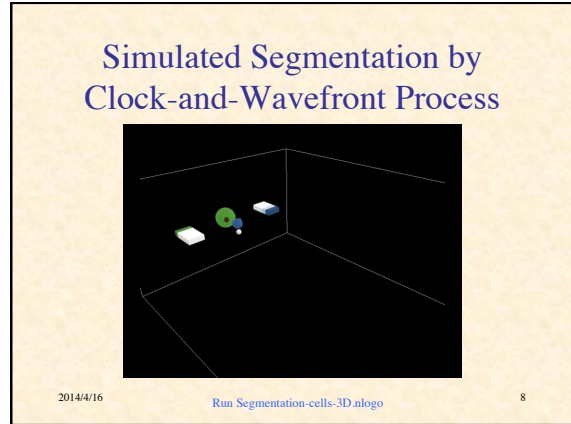 Simulated Segmentation by
Clock-and-Wavefront Process
2014/4/16
Run Segmentation-cells-3D.nlogo
8